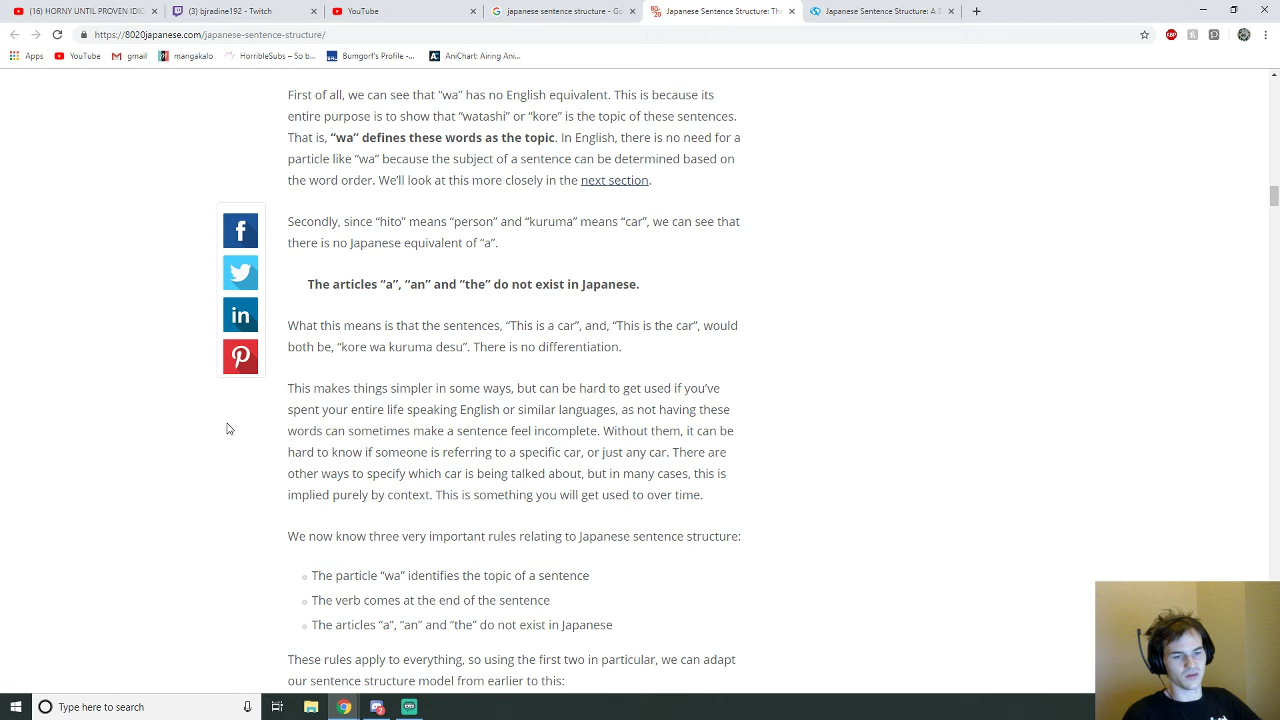 (16) HORNY UNTIL PROVEN IDIO
(3) bjradine192 - Twitch
YouTube
japanese sentence structure - Go
Japanese Sentence Structure: The
Japanese Sentence Structure: A B
https://8020japanese.com/japanese-sentence-structure/
Apps
YouTube
gmail
mangakalo
HorribleSubs – So b...
Bumgorf's Profile -...
AniChart: Airing Ani...
First of all, we can see that “wa” has no English equivalent. This is because its
entire purpose is to show that “watashi” or “kore” is the topic of these sentences.
That is, “wa” defines these words as the topic. In English, there is no need for a
particle like “wa” because the subject of a sentence can be determined based on
the word order. We’ll look at this more closely in the next section.
Secondly, since “hito” means “person” and “kuruma” means “car”, we can see that
there is no Japanese equivalent of “a”.
The articles “a”, “an” and “the” do not exist in Japanese.
What this means is that the sentences, “This is a car”, and, “This is the car”, would
both be, “kore wa kuruma desu”. There is no differentiation.
This makes things simpler in some ways, but can be hard to get used if you’ve
spent your entire life speaking English or similar languages, as not having these
words can sometimes make a sentence feel incomplete. Without them, it can be
hard to know if someone is referring to a specific car, or just any car. There are
other ways to specify which car is being talked about, but in many cases, this is
implied purely by context. This is something you will get used to over time.
We now know three very important rules relating to Japanese sentence structure:
The particle “wa” identifies the topic of a sentence
The verb comes at the end of the sentence
The articles “a”, “an” and “the” do not exist in Japanese
These rules apply to everything, so using the first two in particular, we can adapt
our sentence structure model from earlier to this:
Type here to search